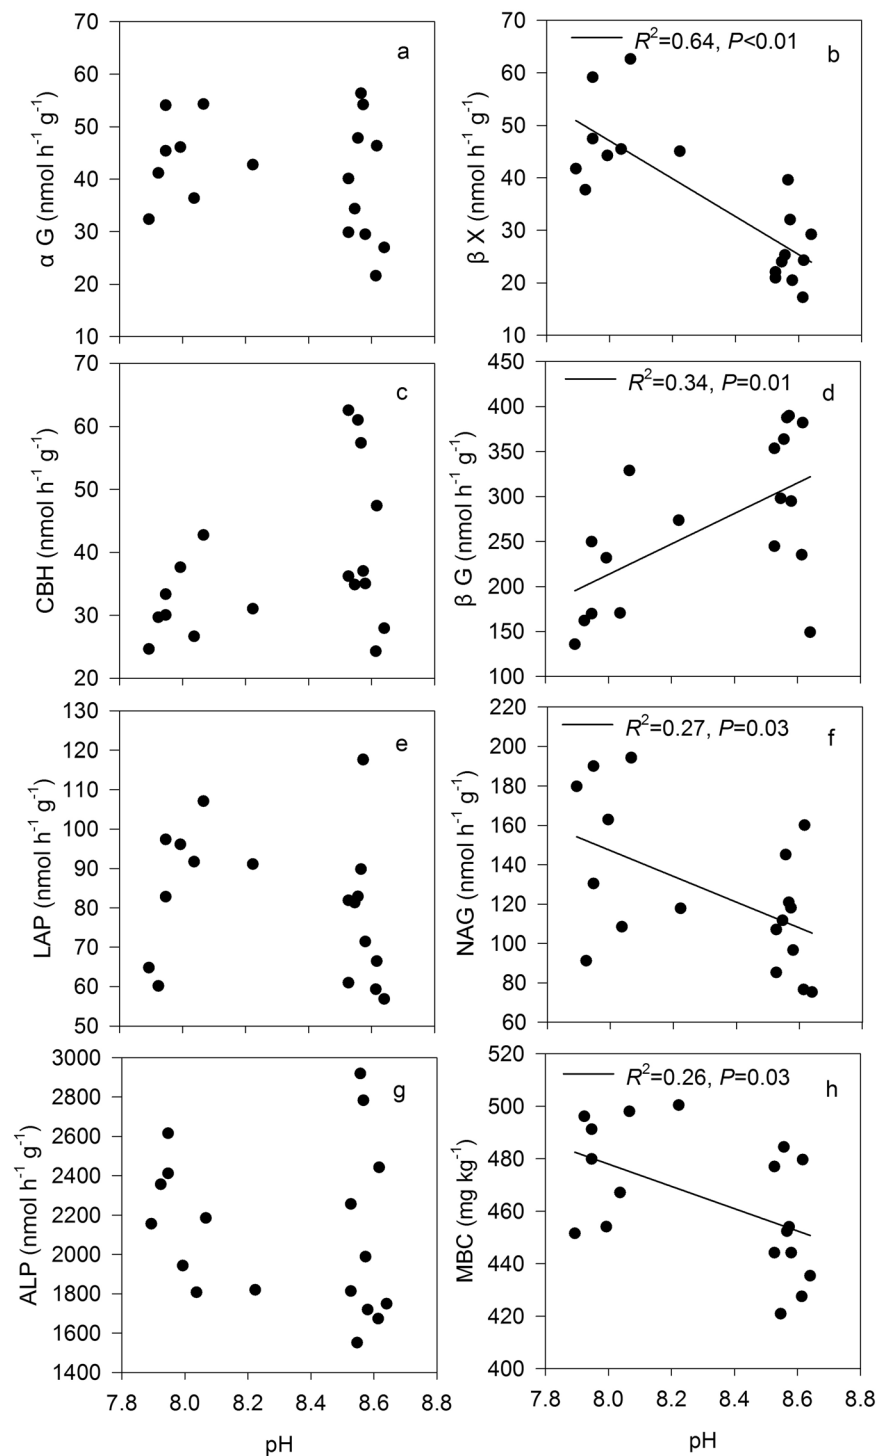 70
60
50
40
30
20
10
α G (nmol h⁻¹ g⁻¹)
a
70
60
50
40
30
20
10
β X (nmol h⁻¹ g⁻¹)
R²=0.64, P<0.01
b
70
60
50
40
30
20
CBH (nmol h⁻¹ g⁻¹)
c
450
400
350
300
250
200
150
100
β G (nmol h⁻¹ g⁻¹)
R²=0.34, P=0.01
d
130
120
110
100
90
80
70
60
50
LAP (nmol h⁻¹ g⁻¹)
e
220
200
180
160
140
120
100
80
60
NAG (nmol h⁻¹ g⁻¹)
R²=0.27, P=0.03
f
3000
2800
2600
2400
2200
2000
1800
1600
1400
ALP (nmol h⁻¹ g⁻¹)
g
7.8 8.0 8.2 8.4 8.6 8.8
pH
520
500
480
460
440
420
400
MBC (mg kg⁻¹)
R²=0.26, P=0.03
h
7.8 8.0 8.2 8.4 8.6 8.8
pH